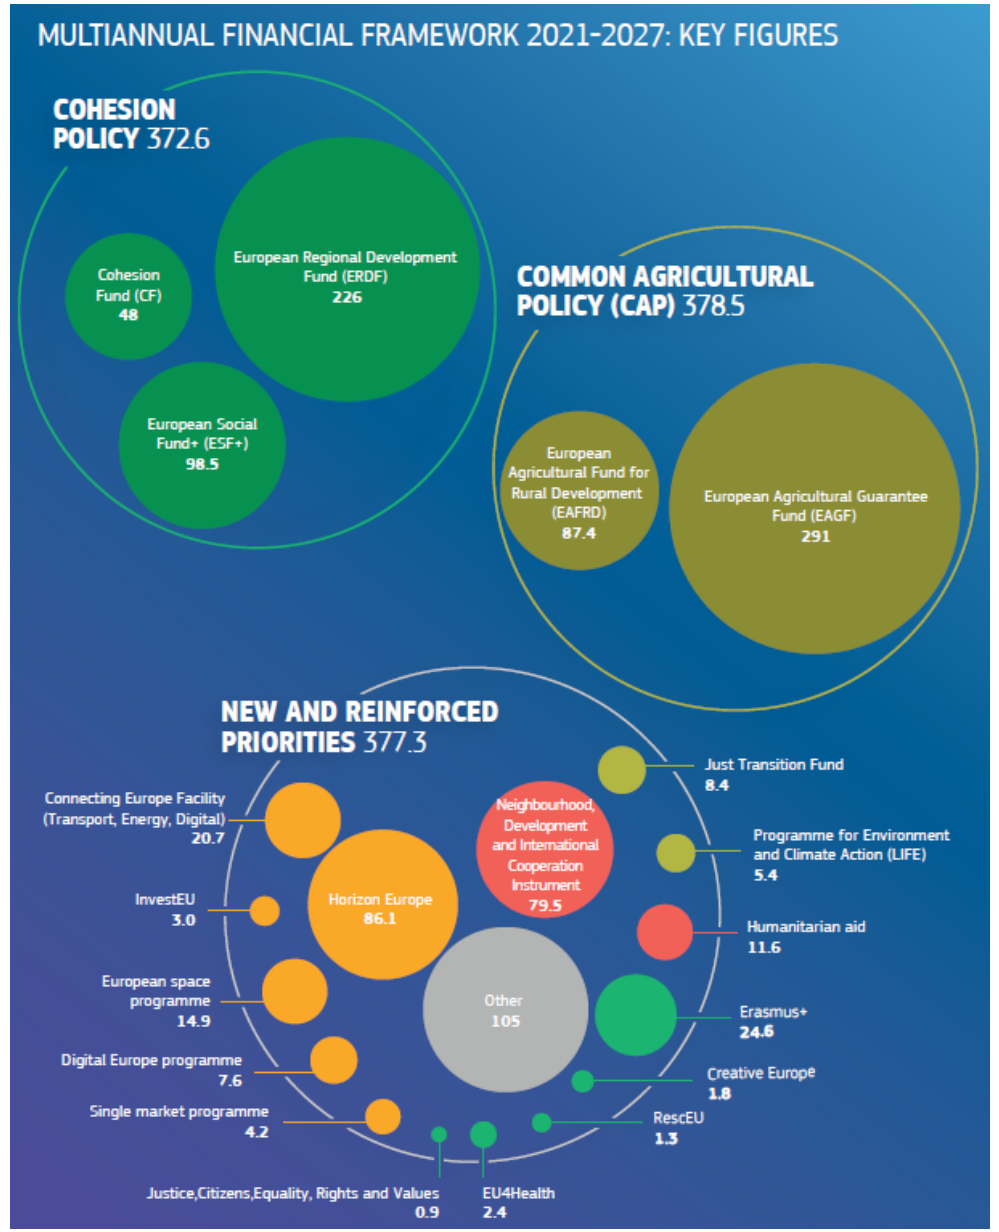 MULTIANNUAL FINANCIAL FRAMEWORK 2021-2027: KEY FIGURES
COHESION
POLICY 372.6
European Regional Development
Fund (ERDF)
226
Cohesion
Fund (CF)
48
European Social
Fund+ (ESF+)
98.5
COMMON AGRICULTURAL
POLICY (CAP) 378.5
European
Agricultural Fund for
Rural Development
(EAFRD)
87.4
European Agricultural Guarantee
Fund (EAGF)
291
NEW AND REINFORCED
PRIORITIES 377.3
Connecting Europe Facility
(Transport, Energy, Digital)
20.7
InvestEU
3.0
European space
programme
14.9
Digital Europe programme
7.6
Single market programme
4.2
Justice,Citizens,Equality, Rights and Values
0.9
EU4Health
2.4
RescEU
1.3
Creative Europe
1.8
Erasmus+
24.6
Humanitarian aid
11.6
Programme for Environment
and Climate Action (LIFE)
5.4
Just Transition Fund
8.4
Neighbourhood,
Development
and International
Cooperation
Instrument
79.5
Horizon Europe
86.1
Other
105